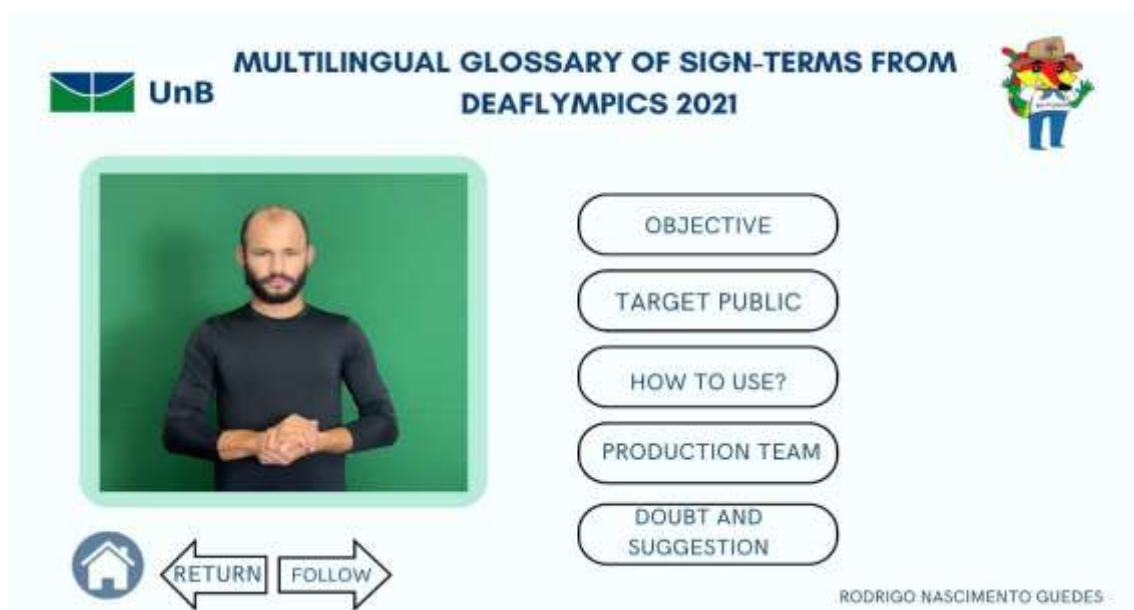 MULTILINGUAL GLOSSARY OF SIGN-TERMS FROM
DEAFLYMPICS 2021
UnB
OBJECTIVE
TARGET PUBLIC
HOW TO USE?
PRODUCTION TEAM
DOUBT AND
SUGGESTION
RETURN
FOLLOW
RODRIGO NASCIMENTO GUEDES